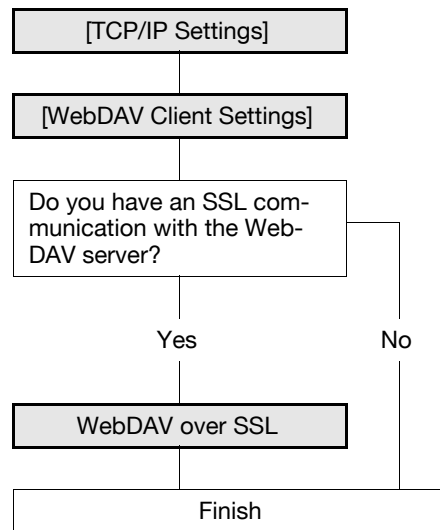 [TCP/IP Settings]
[WebDAV Client Settings]
Do you have an SSL com-
munication with the Web-
DAV server?
Yes
No
WebDAV over SSL
Finish